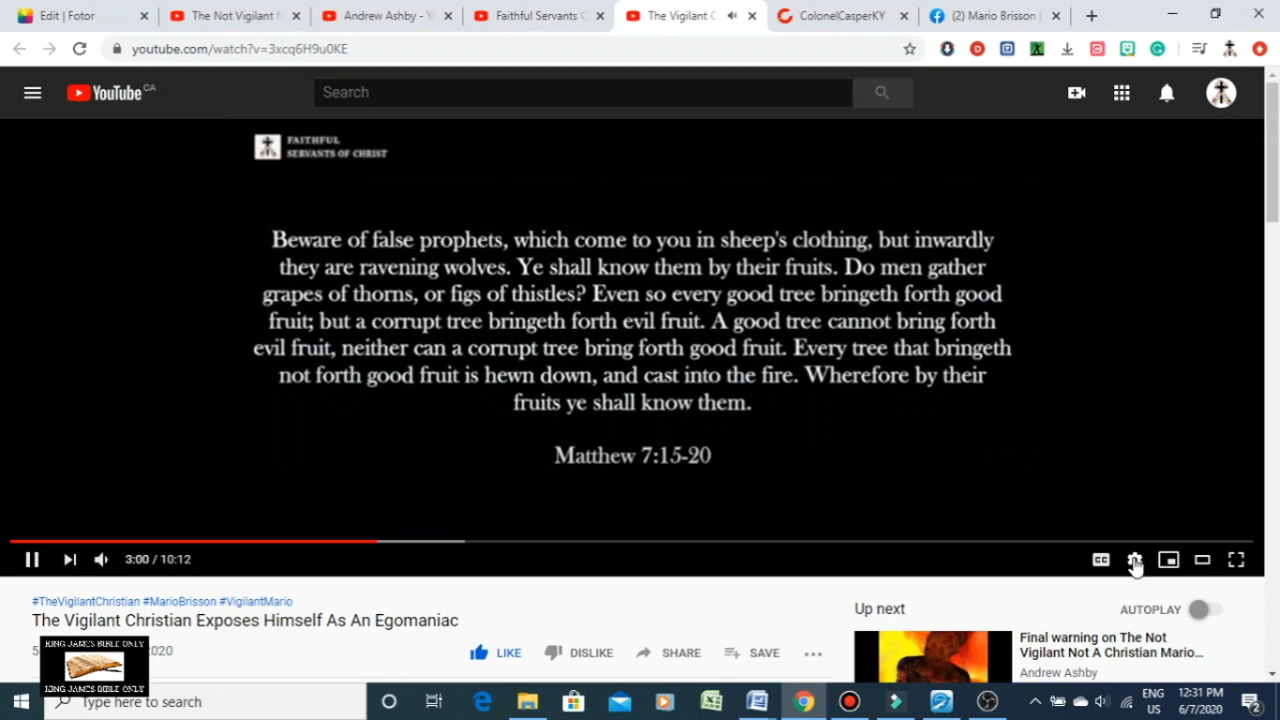 Edit | Fotor
The Not Vigilant N
Andrew Ashby - Y
Faithful Servants C
The Vigilant C
ColonelCasperKY
(2) Mario Brisson |
youtube.com/watch?v=3xcq6H9u0KE
YouTube CA
Search
FAITHFUL
SERVANTS OF CHRIST
Beware of false prophets, which come to you in sheep's clothing, but inwardly
they are ravening wolves. Ye shall know them by their fruits. Do men gather
grapes of thorns, or figs of thistles? Even so every good tree bringeth forth good
fruit; but a corrupt tree bringeth forth evil fruit. A good tree cannot bring forth
evil fruit, neither can a corrupt tree bring forth good fruit. Every tree that bringeth
not forth good fruit is hewn down, and cast into the fire. Wherefore by their
fruits ye shall know them.
Matthew 7:15-20
3:00 / 10:12
CC
#TheVigilantChristian #MarioBrisson #VigilantMario
The Vigilant Christian Exposes Himself As An Egomaniac
2020
LIKE
DISLIKE
SHARE
SAVE
KING JAMES BIBLE ONLY
KING JAMES BIBLE ONLY
Up next
AUTOPLAY
Final warning on The Not
Vigilant Not A Christian Mario...
Andrew Ashby
Type here to search
ENG
US
12:31 PM
6/7/2020
2